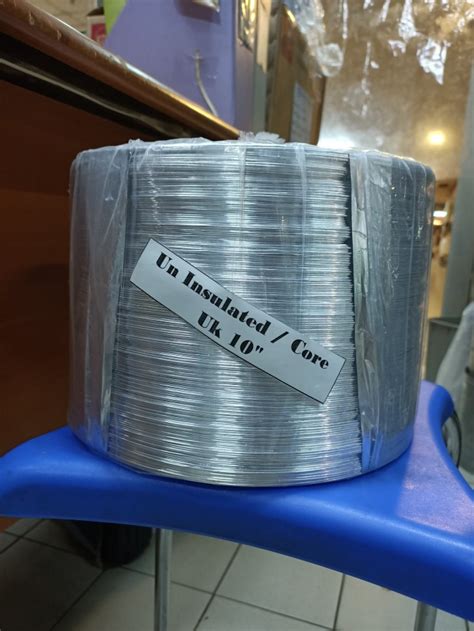 Un Insulated / Core
Uk 10"